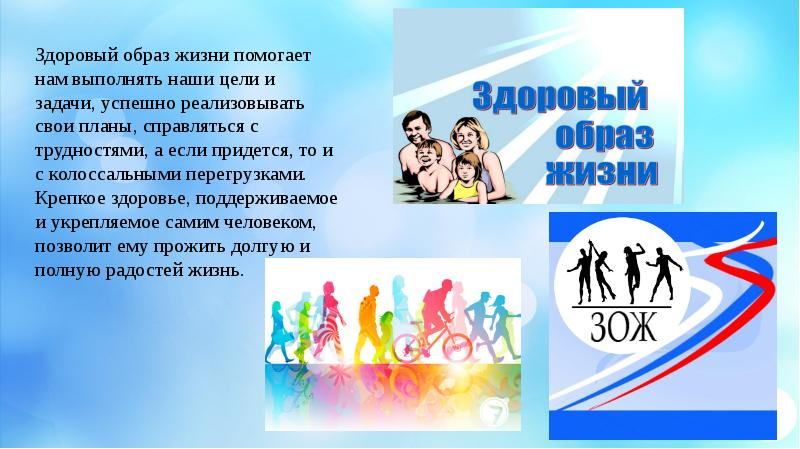 Здоровый образ жизни помогает
нам выполнять наши цели и
задачи, успешно реализовывать
свои планы, справляться с
трудностями, а если придется, то и
с колоссальными перегрузками.
Крепкое здоровье, поддерживаемое
и укрепляемое самим человеком,
позволит ему прожить долгую и
полную радостей жизнь.
Здоровый
образ
жизни
ЗОЖ
7